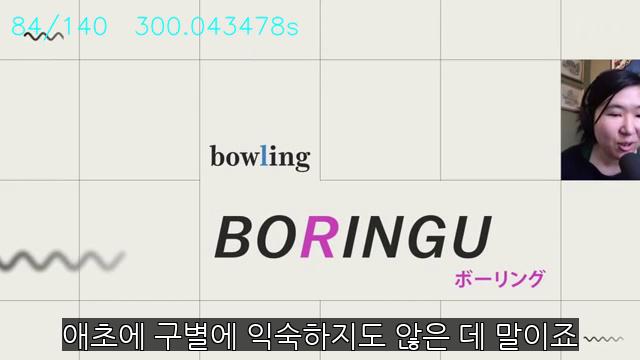 84/140 300.043478s
bowling
BORINGU
ボーリング
애초에 구별에 익숙하지도 않은 데 말이죠